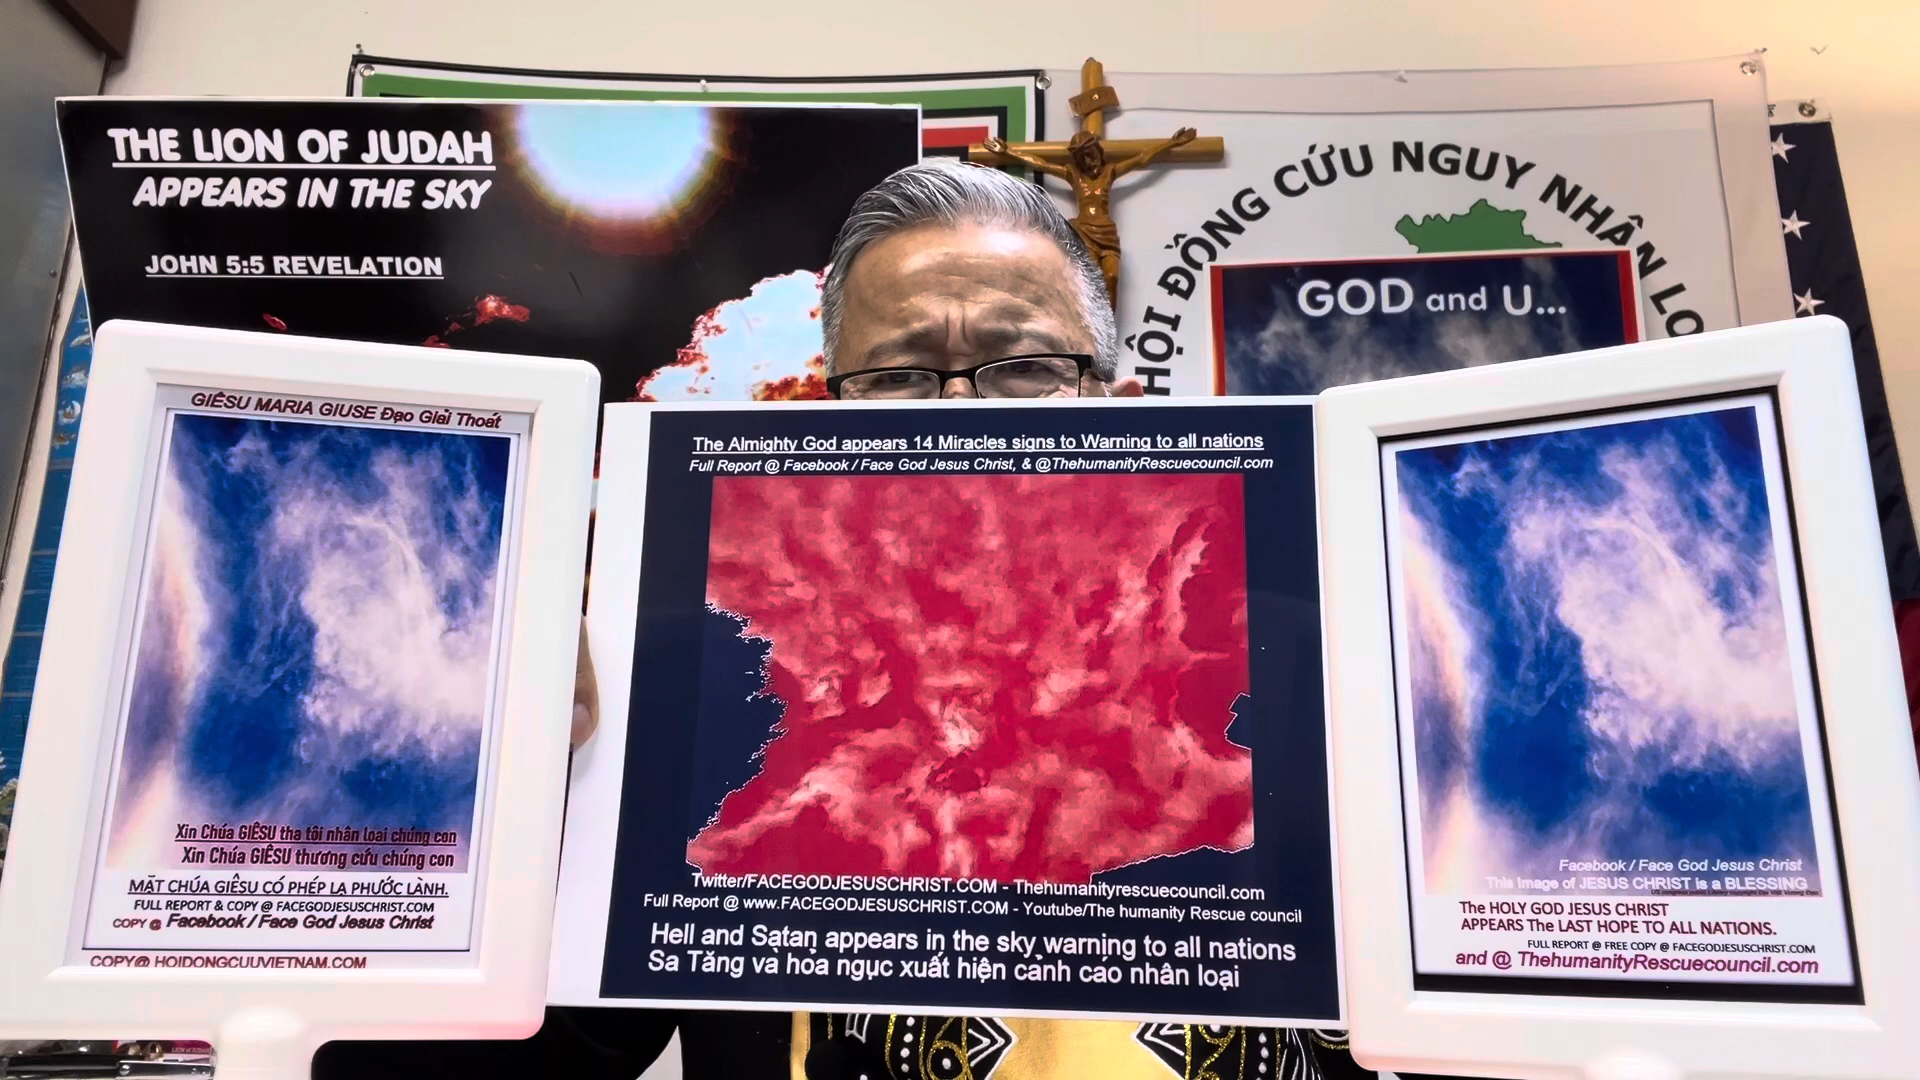 THE LION OF JUDAH
APPEARS IN THE SKY
JOHN 5:5 REVELATION
HỘI ĐỒNG CỨU NGUY NHÂN LO
GOD and U...
GIÊSU MARIA GIUSE Đạo Giải Thoát
Xin Chúa GIÊSU tha tôi nhân loai chúng con
Xin Chúa GIÊSU thương cứu chúng con
MẶT CHÚA GIÊSU CÓ PHÉP LẠ PHƯỚC LÀNH.
FULL REPORT & COPY @ FACEGODJESUSCHRIST.COM
COPY @ Facebook / Face God Jesus Christ
COPY@ HOIDONGCUUVIETNAM.COM
The Almighty God appears 14 Miracles signs to Warning to all nations
Full Report @ Facebook / Face God Jesus Christ, & @ThehumanityRescuecouncil.com
Twitter/FACEGODJESUSCHRIST.COM - Thehumanityrescuecouncil.com
Full Report @ www.FACEGODJESUSCHRIST.COM - Youtube/The humanity Rescue council
Hell and Satan appears in the sky warning to all nations
Sa Tăng và hỏa ngục xuất hiện cảnh cáo nhân loại
Facebook / Face God Jesus Christ
This Image of JESUS CHRIST is a BLESSING
The HOLY GOD JESUS CHRIST
APPEARS The LAST HOPE TO ALL NATIONS.
FULL REPORT @ FREE COPY @ FACEGODJESUSCHRIST.COM
and @ ThehumanityRescuecouncil.com
LION of JUDAH